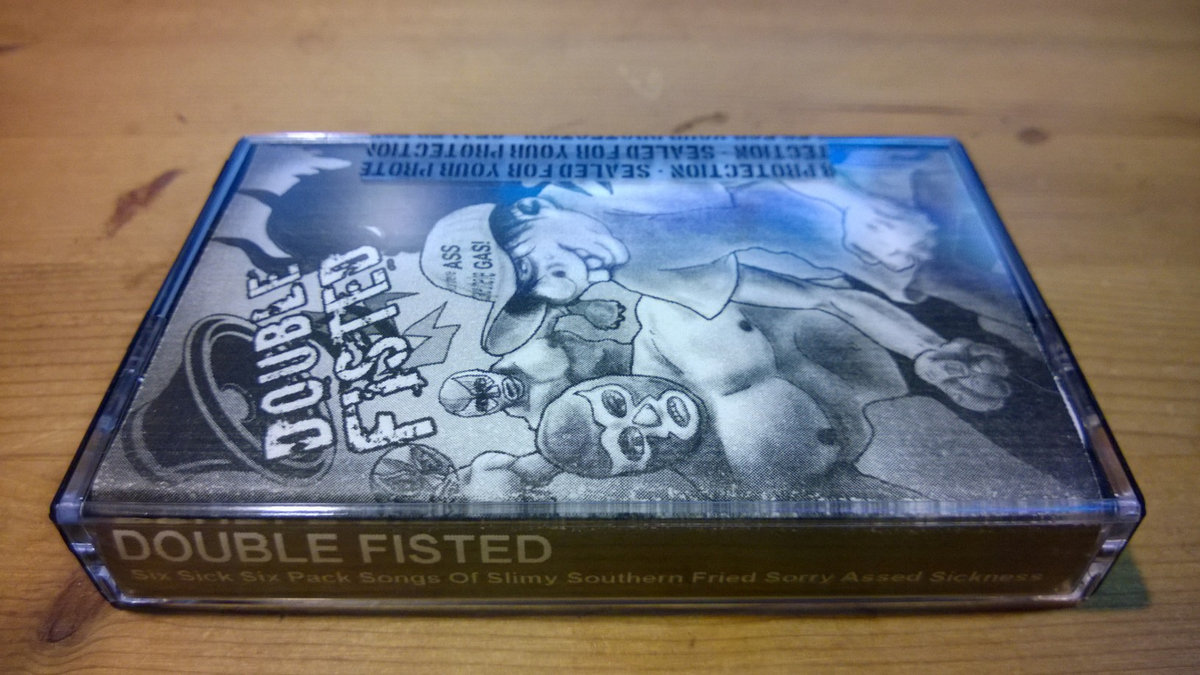 R PROTECTION · SEALED FOR YOUR PROTE
TECTION · SEALED FOR YOUR PROTECTION
DOUBLE
FISTED
ASS
GAS!
DOUBLE FISTED
Six Sick Six Pack Songs Of Slimy Southern Fried Sorry Assed Sickness